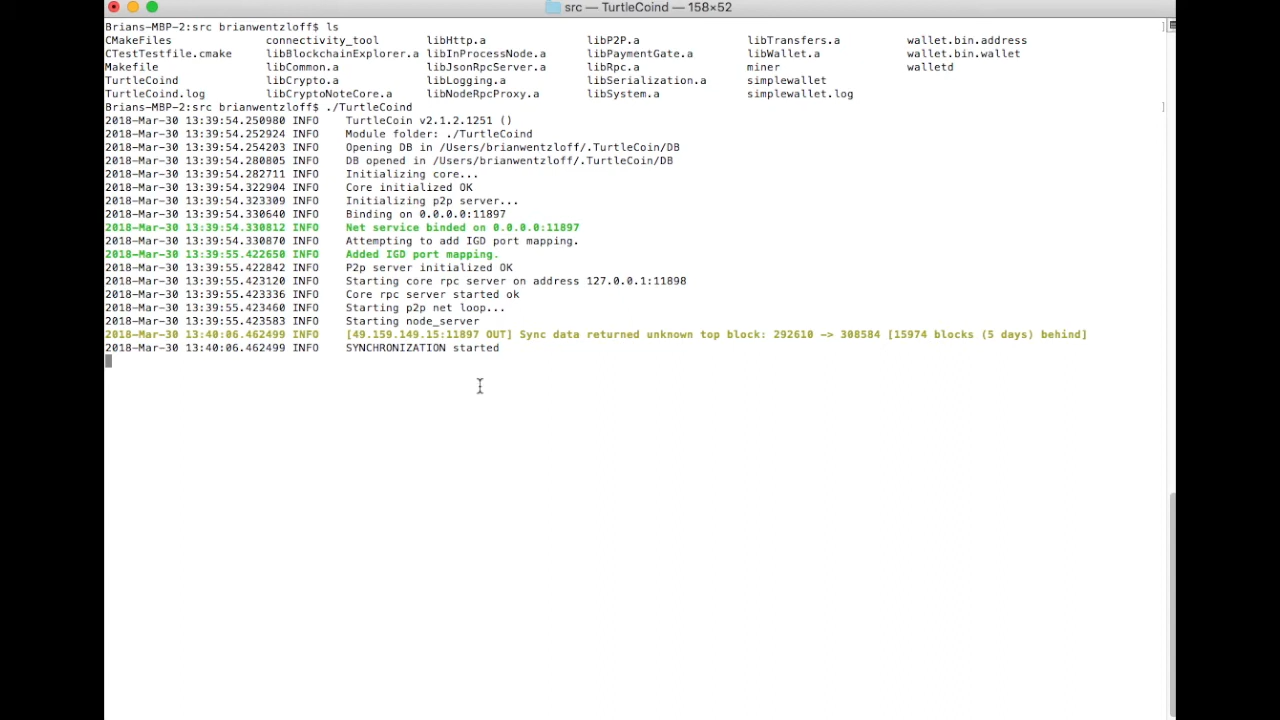 src — TurtleCoind — 158×52
Brians-MBP-2:src brianwentzloff$ ls
CMakeFiles connectivity_tool libHttp.a libP2P.a libTransfers.a wallet.bin.address
CTestTestfile.cmake libBlockchainExplorer.a libInProcessNode.a libPaymentGate.a libWallet.a wallet.bin.wallet
Makefile libCommon.a libJsonRpcServer.a libRpc.a miner walletd
TurtleCoind libCrypto.a libLogging.a libSerialization.a simplewallet
TurtleCoind.log libCryptoNoteCore.a libNodeRpcProxy.a libSystem.a simplewallet.log
Brians-MBP-2:src brianwentzloff$ ./TurtleCoind
2018-Mar-30 13:39:54.250980 INFO TurtleCoin v2.1.2.1251 ()
2018-Mar-30 13:39:54.252924 INFO Module folder: ./TurtleCoind
2018-Mar-30 13:39:54.254203 INFO Opening DB in /Users/brianwentzloff/.TurtleCoin/DB
2018-Mar-30 13:39:54.280805 INFO DB opened in /Users/brianwentzloff/.TurtleCoin/DB
2018-Mar-30 13:39:54.282711 INFO Initializing core...
2018-Mar-30 13:39:54.322904 INFO Core initialized OK
2018-Mar-30 13:39:54.323309 INFO Initializing p2p server...
2018-Mar-30 13:39:54.330640 INFO Binding on 0.0.0.0:11897
2018-Mar-30 13:39:54.330812 INFO Net service binded on 0.0.0.0:11897
2018-Mar-30 13:39:54.330870 INFO Attempting to add IGD port mapping.
2018-Mar-30 13:39:55.422650 INFO Added IGD port mapping.
2018-Mar-30 13:39:55.422842 INFO P2p server initialized OK
2018-Mar-30 13:39:55.423120 INFO Starting core rpc server on address 127.0.0.1:11898
2018-Mar-30 13:39:55.423336 INFO Core rpc server started ok
2018-Mar-30 13:39:55.423460 INFO Starting p2p net loop...
2018-Mar-30 13:39:55.423583 INFO Starting node_server
2018-Mar-30 13:40:06.462499 INFO [49.159.149.15:11897 OUT] Sync data returned unknown top block: 292610 -> 308584 [15974 blocks (5 days) behind]
2018-Mar-30 13:40:06.462499 INFO SYNCHRONIZATION started